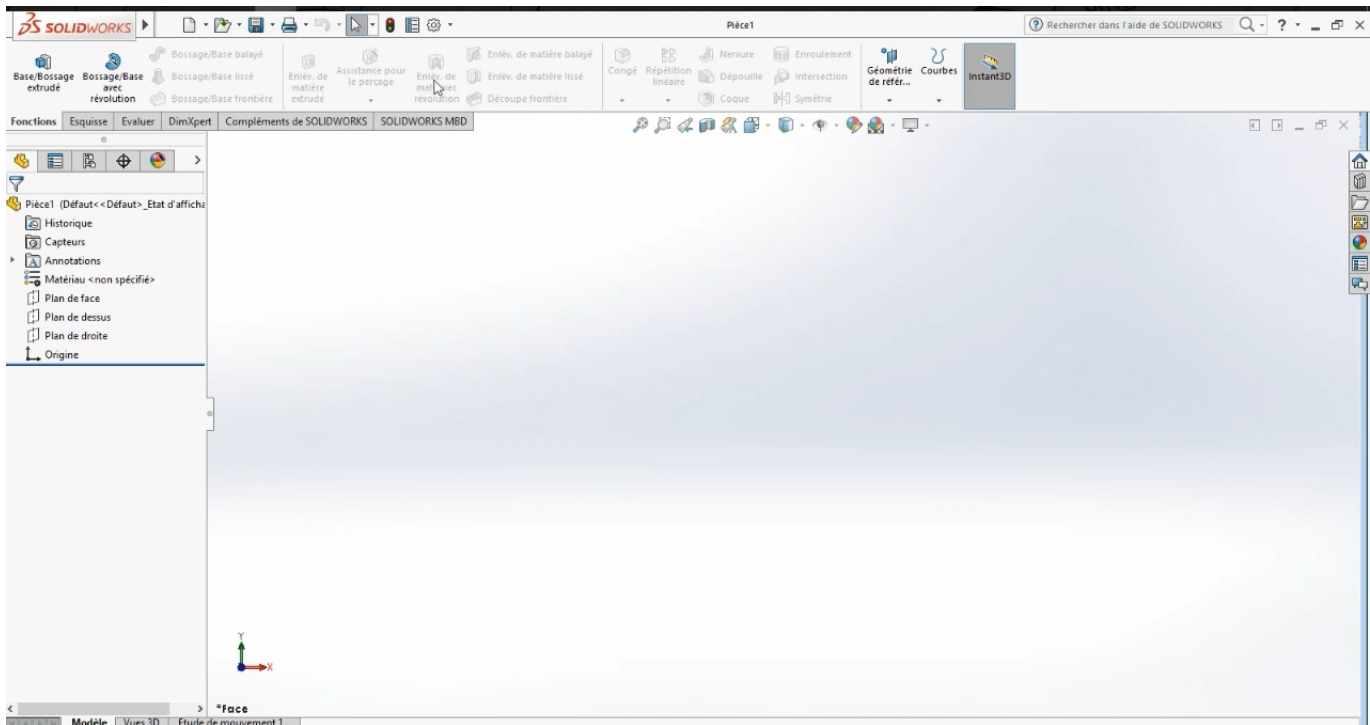 SOLIDWORKS
Pièce1
Rechercher dans l'aide de SOLIDWORKS
?
Base/Bossage extrudé
Bossage/Base avec révolution
Bossage/Base balayé
Bossage/Base lissé
Bossage/Base frontière
Enlèv. de matière extrudé
Assistance pour le perçage
Enlèv. de révolution
Enlèv. de matière balayé
Enlèv. de matière lissé
Découpe frontière
Congé
Répétition linéaire
Nervure
Dépouille
Coque
Enroulement
Intersection
Symétrie
Géométrie de référ...
Courbes
Instant3D
Fonctions Esquisse Evaluer DimXpert Compléments de SOLIDWORKS SOLIDWORKS MBD
Pièce1 (Défaut<<Défaut>_Etat d'afficha
Historique
Capteurs
Annotations
Matériau <non spécifié>
Plan de face
Plan de dessus
Plan de droite
Origine
Y
X
*Face
Modèle Vues 3D Etude de mouvement 1